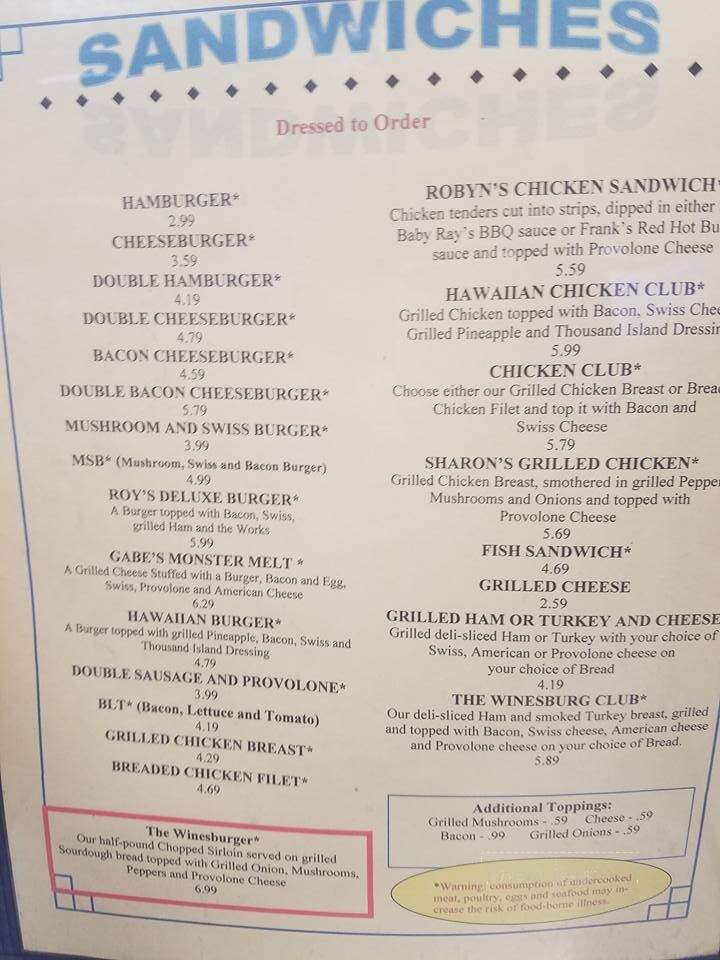 SANDWICHES
Dressed to Order
HAMBURGER*
2.99
CHEESEBURGER*
3.59
DOUBLE HAMBURGER*
4.19
DOUBLE CHEESEBURGER*
4.79
BACON CHEESEBURGER*
4.59
DOUBLE BACON CHEESEBURGER*
5.79
MUSHROOM AND SWISS BURGER*
3.99
MSB* (Mushroom, Swiss and Bacon Burger)
4.99
ROY'S DELUXE BURGER*
A Burger topped with Bacon, Swiss,
grilled Ham and the Works
5.99
GABE'S MONSTER MELT *
A Grilled Cheese Stuffed with a Burger, Bacon and Egg,
Swiss, Provolone and American Cheese
6.29
HAWAIIAN BURGER*
A Burger topped with grilled Pineapple, Bacon, Swiss and
Thousand Island Dressing
4.79
DOUBLE SAUSAGE AND PROVOLONE*
3.99
BLT* (Bacon, Lettuce and Tomato)
4.19
GRILLED CHICKEN BREAST*
4.29
BREADED CHICKEN FILET*
4.69
The Winesburger*
Our half-pound Chopped Sirloin served on grilled
Sourdough bread topped with Grilled Onion, Mushrooms,
Peppers and Provolone Cheese
6.99
ROBYN'S CHICKEN SANDWICH*
Chicken tenders cut into strips, dipped in either
Baby Ray's BBQ sauce or Frank's Red Hot Bu
sauce and topped with Provolone Cheese
5.59
HAWAIIAN CHICKEN CLUB*
Grilled Chicken topped with Bacon, Swiss Chee
Grilled Pineapple and Thousand Island Dressin
5.99
CHICKEN CLUB*
Choose either our Grilled Chicken Breast or Brea
Chicken Filet and top it with Bacon and
Swiss Cheese
5.79
SHARON'S GRILLED CHICKEN*
Grilled Chicken Breast, smothered in grilled Pepper
Mushrooms and Onions and topped with
Provolone Cheese
5.69
FISH SANDWICH*
4.69
GRILLED CHEESE
2.59
GRILLED HAM OR TURKEY AND CHEESE
Grilled deli-sliced Ham or Turkey with your choice of
Swiss, American or Provolone cheese on
your choice of Bread
4.19
THE WINESBURG CLUB*
Our deli-sliced Ham and smoked Turkey breast, grilled
and topped with Bacon, Swiss cheese, American cheese
and Provolone cheese on your choice of Bread.
5.89
Additional Toppings:
Grilled Mushrooms - .59 Cheese - .59
Bacon - .99 Grilled Onions - .59
*Warning: consumption of undercooked
meat, poultry, eggs and seafood may in-
crease the risk of food-borne illness.